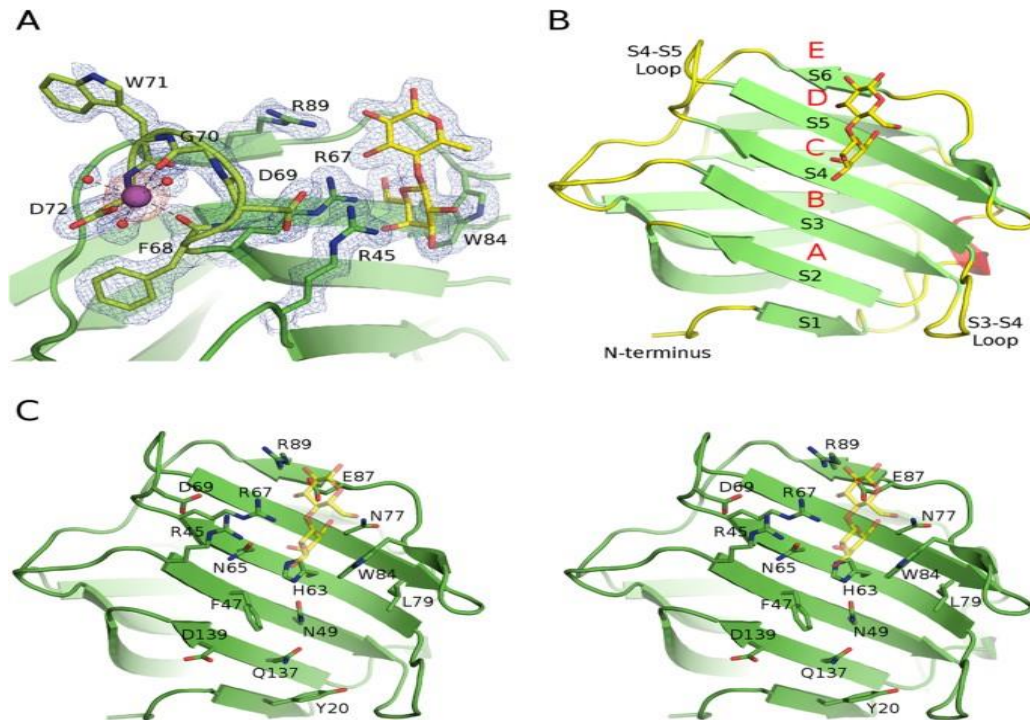 A
W71
R89
G70
R67
D69
D72
F68
R45
W84
B
S4-S5
Loop
E
S6
D
S5
C
S4
B
S3
A
S2
S1
N-terminus
S3-S4
Loop
C
R89
E87
D69
R67
N77
R45
N65
W84
H63
L79
F47
N49
D139
Q137
Y20
R89
E87
D69
R67
N77
R45
N65
W84
H63
L79
F47
N49
D139
Q137
Y20